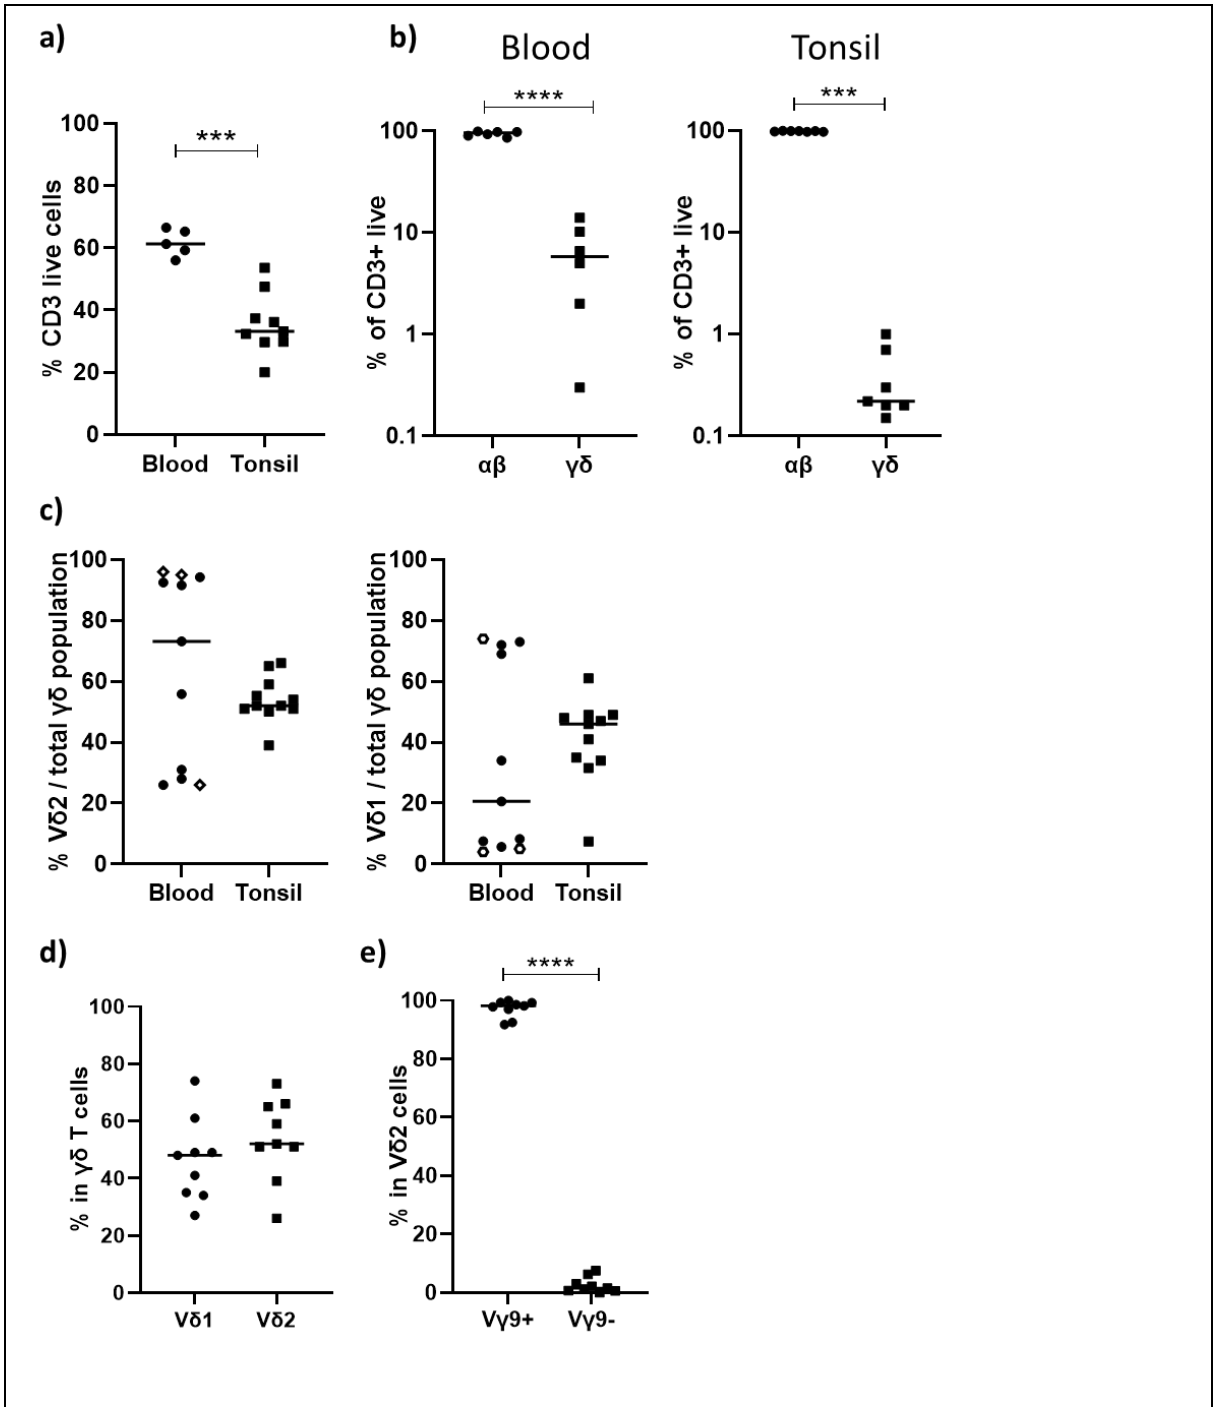 a)
***
% CD3 live cells
100
80
60
40
20
0
Blood Tonsil
b)
Blood
****
% of CD3+ live
100
10
1
0.1
αβ γδ
Tonsil
***
% of CD3+ live
100
10
1
0.1
αβ γδ
c)
% Vδ2 / total γδ population
100
80
60
40
20
0
Blood Tonsil
% Vδ1 / total γδ population
100
80
60
40
20
0
Blood Tonsil
d)
% in γδ T cells
100
80
60
40
20
0
Vδ1 Vδ2
e)
****
% in Vδ2 cells
100
80
60
40
20
0
Vγ9+ Vγ9-